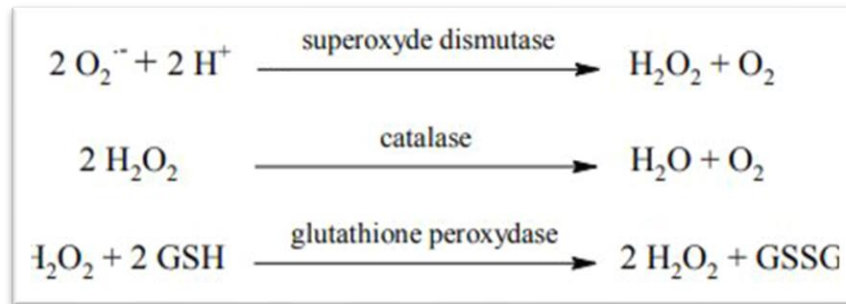 superoxyde dismutase
2 O₂˙⁻ + 2 H⁺ H₂O₂ + O₂
catalase
2 H₂O₂ H₂O + O₂
glutathione peroxydase
H₂O₂ + 2 GSH 2 H₂O₂ + GSSG